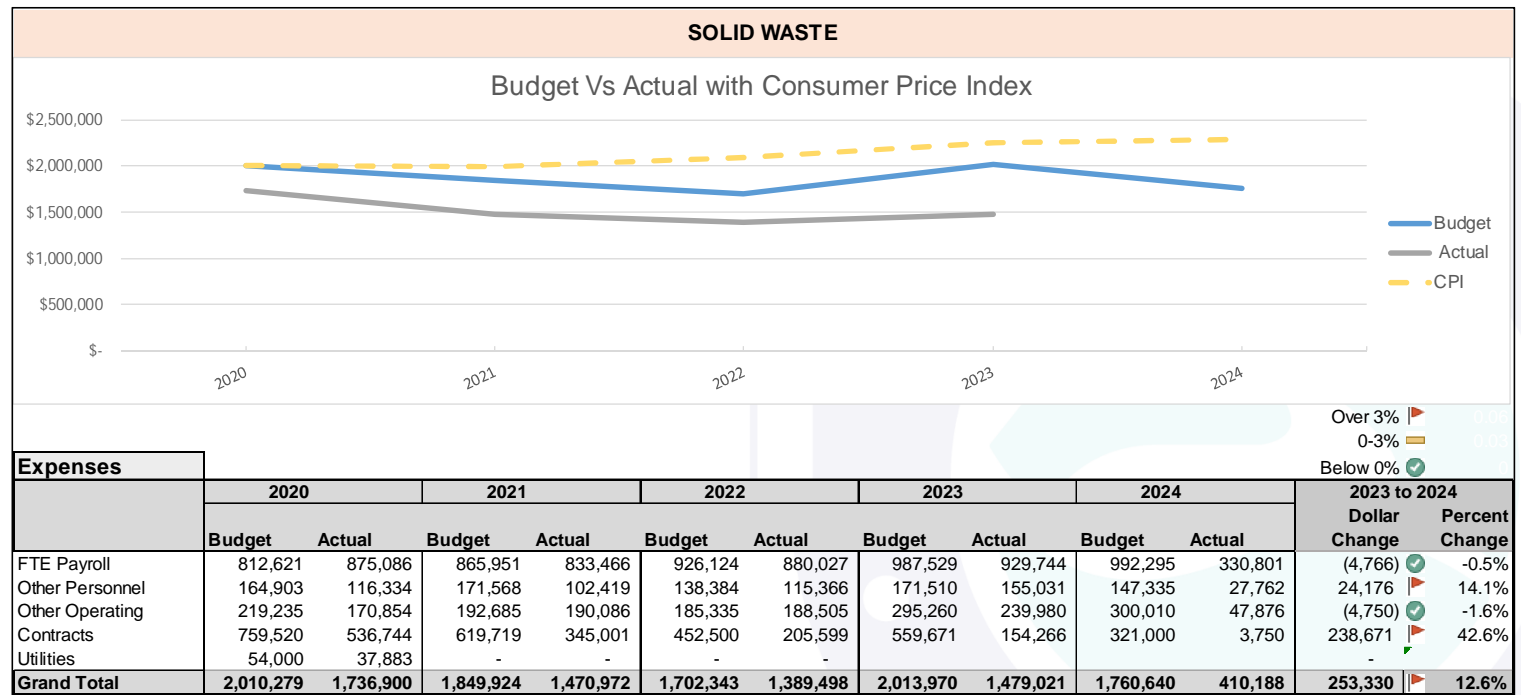 SOLID WASTE
Budget Vs Actual with Consumer Price Index
$2,500,000
$2,000,000
$1,500,000
$1,000,000
$500,000
$-
2020 2021 2022 2023 2024
Budget
Actual
CPI
Over 3% 0.06
0-3% 0.03
Below 0% 0
Expenses
2020 2021 2022 2023 2024 2023 to 2024
Dollar Percent
Budget Actual Budget Actual Budget Actual Budget Actual Budget Actual Change Change
FTE Payroll 812,621 875,086 865,951 833,466 926,124 880,027 987,529 929,744 992,295 330,801 (4,766) -0.5%
Other Personnel 164,903 116,334 171,568 102,419 138,384 115,366 171,510 155,031 147,335 27,762 24,176 14.1%
Other Operating 219,235 170,854 192,685 190,086 185,335 188,505 295,260 239,980 300,010 47,876 (4,750) -1.6%
Contracts 759,520 536,744 619,719 345,001 452,500 205,599 559,671 154,266 321,000 3,750 238,671 42.6%
Utilities 54,000 37,883 - - - - -
Grand Total 2,010,279 1,736,900 1,849,924 1,470,972 1,702,343 1,389,498 2,013,970 1,479,021 1,760,640 410,188 253,330 12.6%